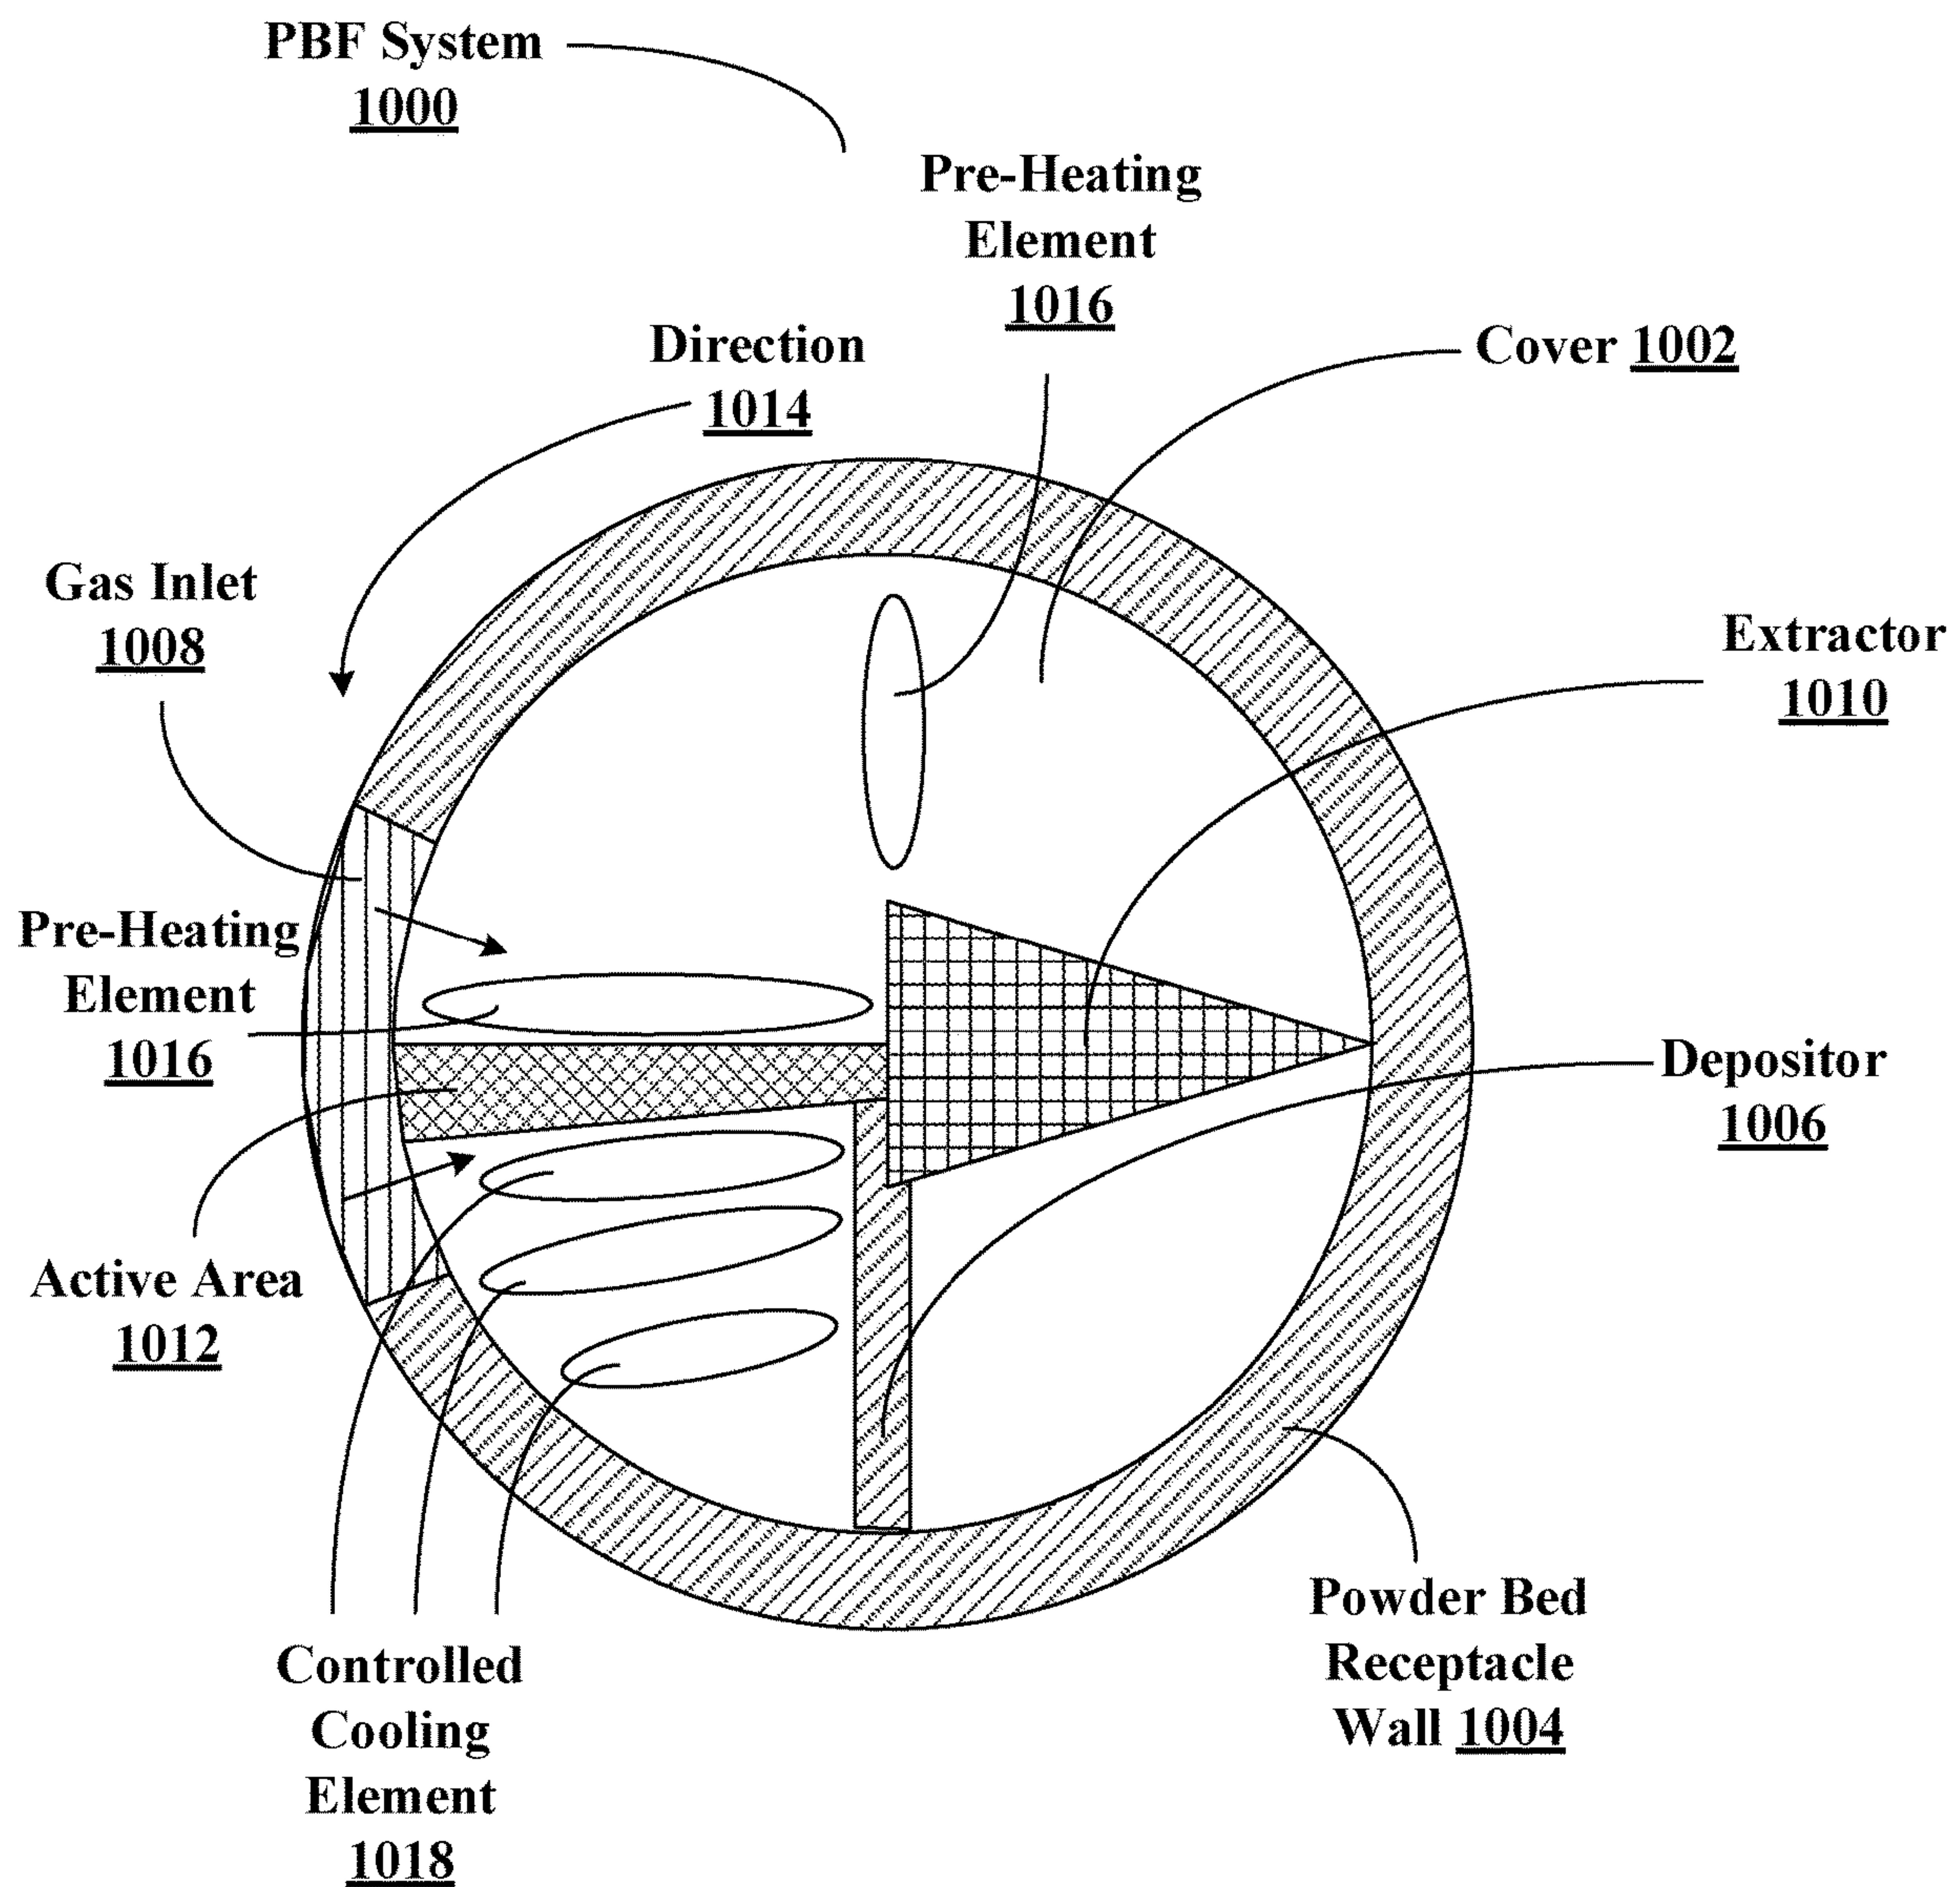 PBF System
1000
Pre-Heating
Element
1016
Direction
1014
Cover 1002
Gas Inlet
1008
Extractor
1010
Pre-Heating
Element
1016
Depositor
1006
Active Area
1012
Powder Bed
Receptacle
Wall 1004
Controlled
Cooling
Element
1018